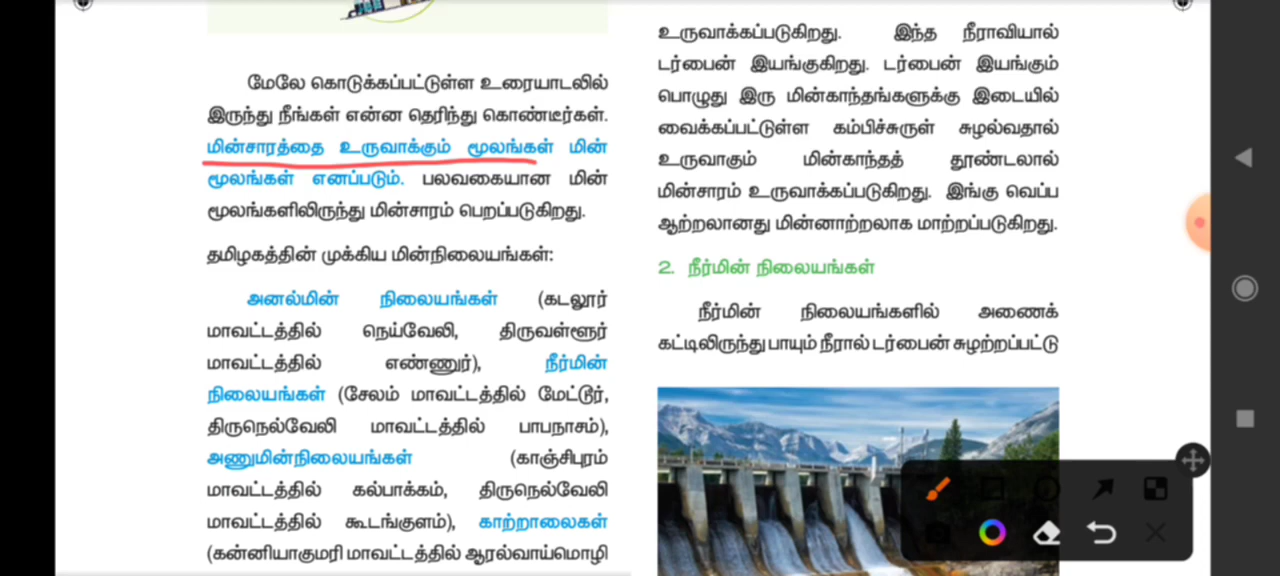 மேலே கொடுக்கப்பட்டுள்ள உரையாடலில்
இருந்து நீங்கள் என்ன தெரிந்து கொண்டீர்கள்.
மின்சாரத்தை உருவாக்கும் மூலங்கள் மின்
மூலங்கள் எனப்படும். பலவகையான மின்
மூலங்களிலிருந்து மின்சாரம் பெறப்படுகிறது.
தமிழகத்தின் முக்கிய மின்நிலையங்கள்:
அனல்மின் நிலையங்கள் (கடலூர்
மாவட்டத்தில் நெய்வேலி, திருவள்ளூர்
மாவட்டத்தில் எண்ணுர்), நீர்மின்
நிலையங்கள் (சேலம் மாவட்டத்தில் மேட்டூர்,
திருநெல்வேலி மாவட்டத்தில் பாபநாசம்),
அணுமின்நிலையங்கள் (காஞ்சிபுரம்
மாவட்டத்தில் கல்பாக்கம், திருநெல்வேலி
மாவட்டத்தில் கூடங்குளம்), காற்றாலைகள்
(கன்னியாகுமரி மாவட்டத்தில் ஆரல்வாய்மொழி
உருவாக்கப்படுகிறது. இந்த நீராவியால்
டர்பைன் இயங்குகிறது. டர்பைன் இயங்கும்
பொழுது இரு மின்காந்தங்களுக்கு இடையில்
வைக்கப்பட்டுள்ள கம்பிச்சுருள் சுழல்வதால்
உருவாகும் மின்காந்தத் தூண்டலால்
மின்சாரம் உருவாக்கப்படுகிறது. இங்கு வெப்ப
ஆற்றலானது மின்னாற்றலாக மாற்றப்படுகிறது.
2. நீர்மின் நிலையங்கள்
நீர்மின் நிலையங்களில் அணைக்
கட்டிலிருந்து பாயும் நீரால் டர்பைன் சுழற்றப்பட்டு